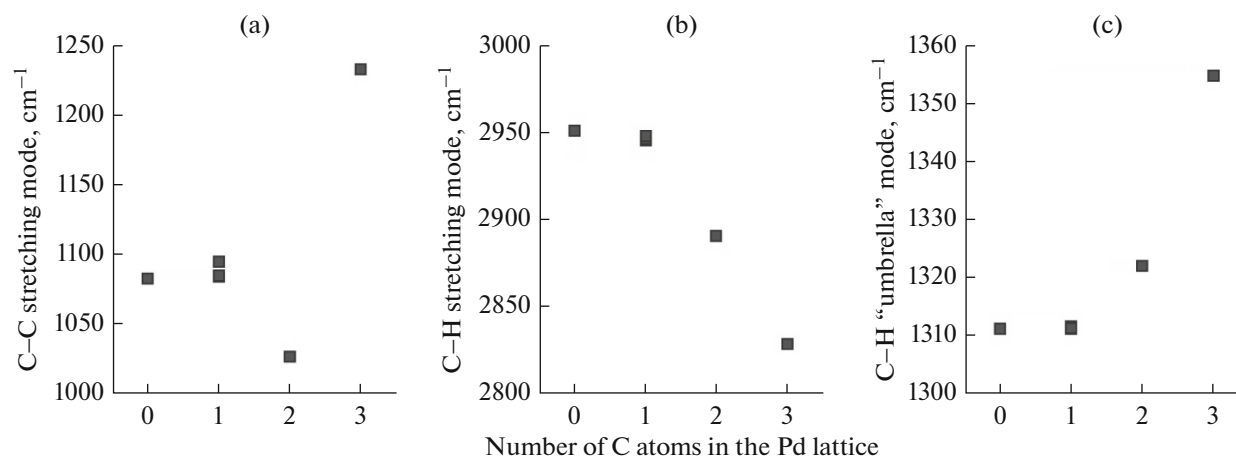 (a)
C–C stretching mode, cm−1
1250
1200
1150
1100
1050
1000
0 1 2 3
(b)
C–H stretching mode, cm−1
3000
2950
2900
2850
2800
0 1 2 3
(c)
C–H “umbrella” mode, cm−1
1360
1350
1340
1330
1320
1310
1300
0 1 2 3
Number of C atoms in the Pd lattice